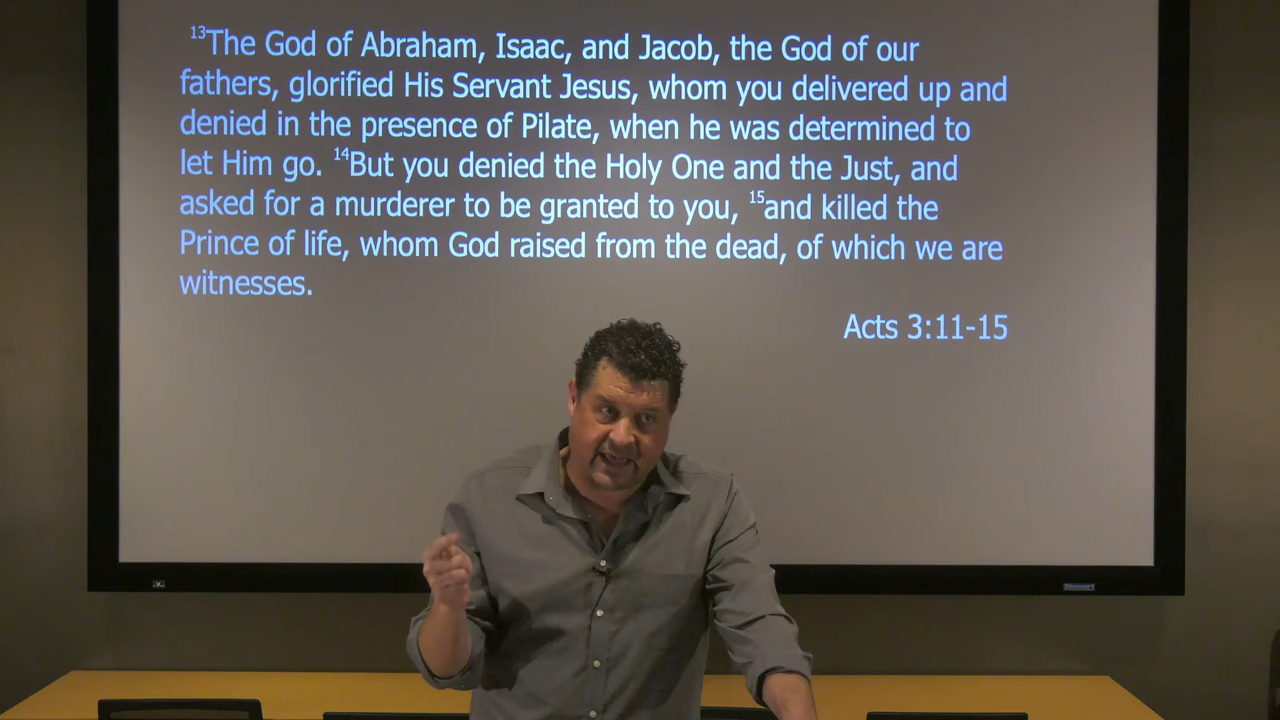 13The God of Abraham, Isaac, and Jacob, the God of our
fathers, glorified His Servant Jesus, whom you delivered up and
denied in the presence of Pilate, when he was determined to
let Him go. 14But you denied the Holy One and the Just, and
asked for a murderer to be granted to you, 15and killed the
Prince of life, whom God raised from the dead, of which we are
witnesses.
Acts 3:11-15
Stewart